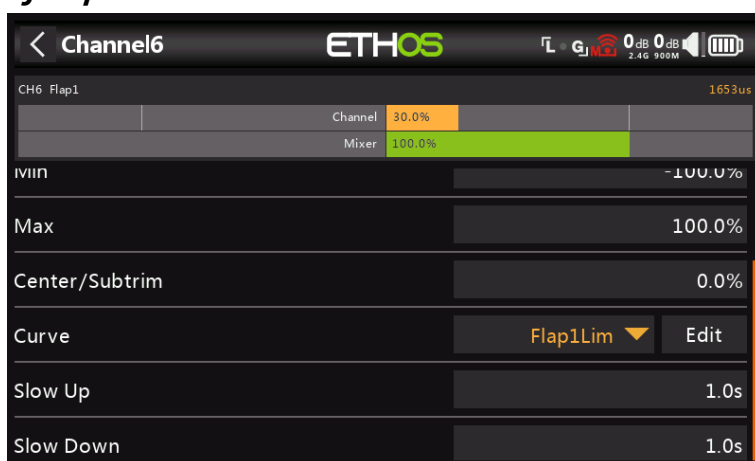 Channel6 ETHOS L G M 0dB 0dB
2.4G 900M
CH6 Flap1 1653us
Channel 30.0%
Mixer 100.0%
Min -100.0%
Max 100.0%
Center/Subtrim 0.0%
Curve Flap1Lim Edit
Slow Up 1.0s
Slow Down 1.0s